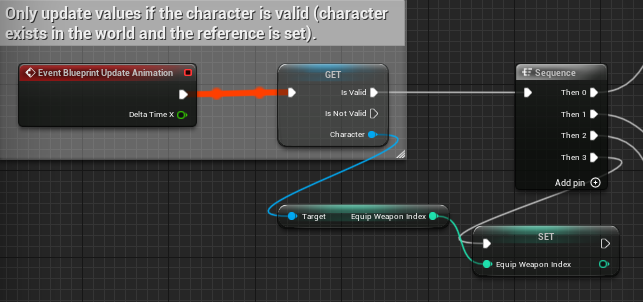 Only update values if the character is valid (character
exists in the world and the reference is set).
Event Blueprint Update Animation
Delta Time X
GET
Is Valid
Is Not Valid
Character
Sequence
Then 0
Then 1
Then 2
Then 3
Add pin
Target Equip Weapon Index
SET
Equip Weapon Index